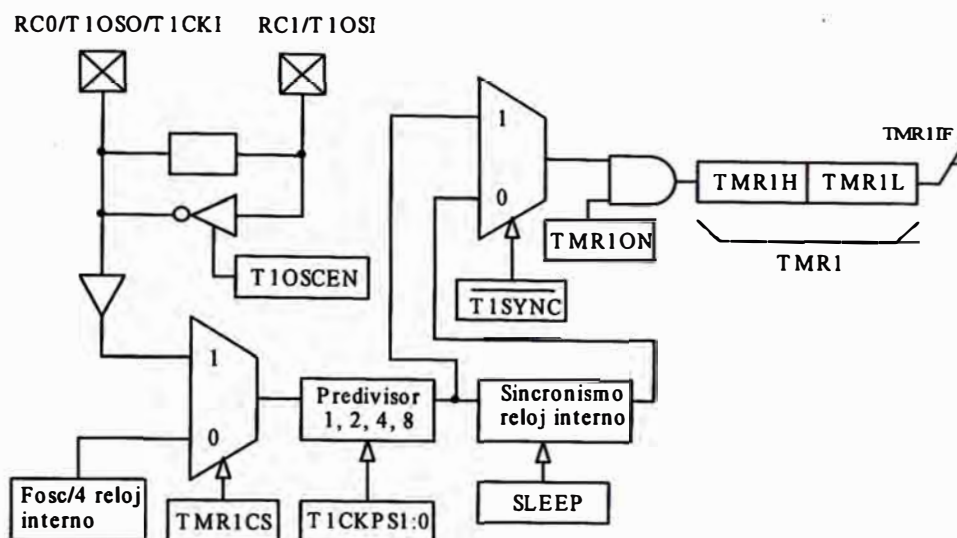 RC0/T1OSO/T1CKI
RC1/T1OSI
1
0
TMR1IF
TMR1H
TMR1L
TMR1ON
TMR1
T1OSCEN
T1SYNC
1
0
Predivisor
1, 2, 4, 8
Sincronismo
reloj interno
Fosc/4 reloj
interno
TMR1CS
T1CKPS1:0
SLEEP